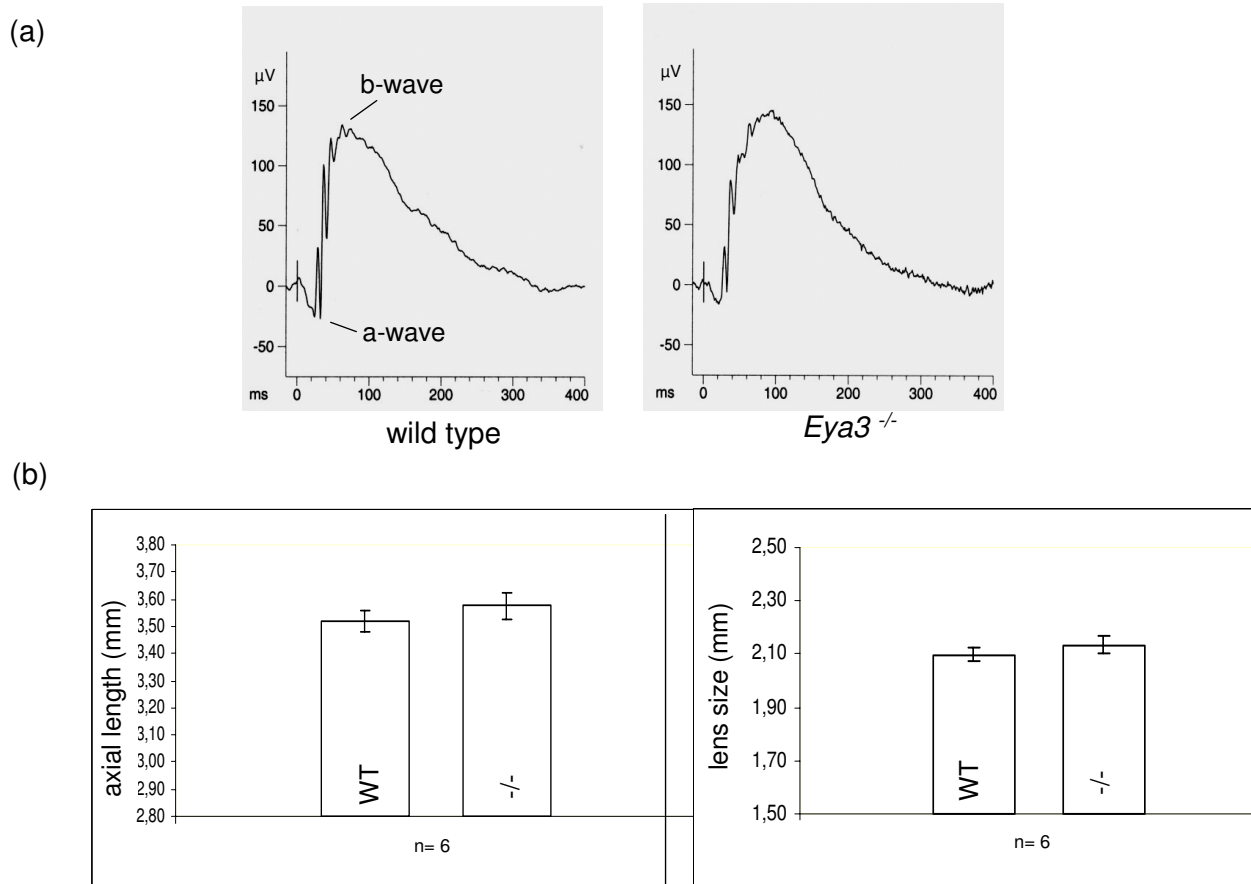 (a)
µV
150
100
50
0
-50
ms 0 100 200 300 400
b-wave
a-wave
wild type
µV
150
100
50
0
-50
ms 0 100 200 300 400
Eya3 -/-
(b)
axial length (mm)
3,80
3,70
3,60
3,50
3,40
3,30
3,20
3,10
3,00
2,90
2,80
WT
-/-
n= 6
lens size (mm)
2,50
2,30
2,10
1,90
1,70
1,50
WT
-/-
n= 6